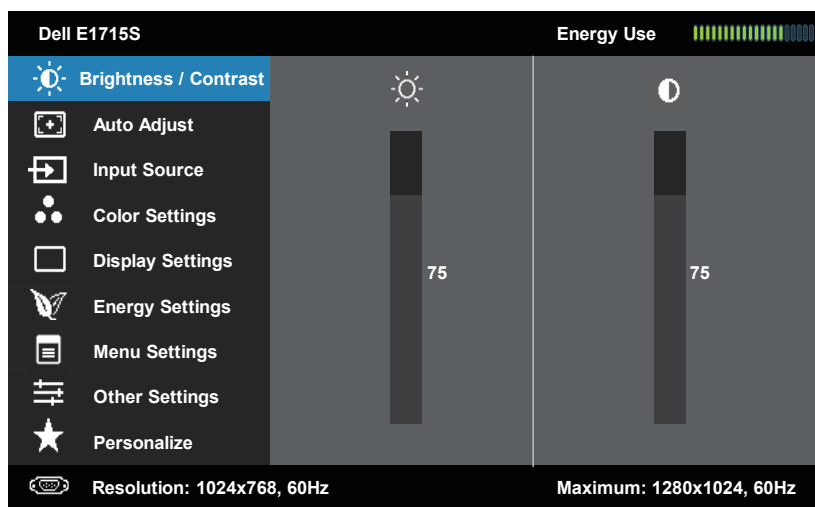 Dell E1715S Energy Use
Brightness / Contrast
Auto Adjust
Input Source
Color Settings
Display Settings
75 75
Energy Settings
Menu Settings
Other Settings
Personalize
Resolution: 1024x768, 60Hz Maximum: 1280x1024, 60Hz